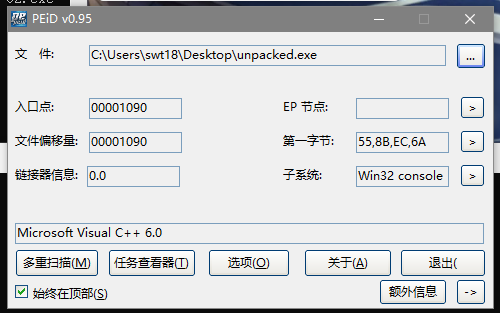 PEiD v0.95
文 件: C:\Users\swt18\Desktop\unpacked.exe ...
入口点: 00001090 EP 节点: >
文件偏移量: 00001090 第一字节: 55,8B,EC,6A >
链接器信息: 0.0 子系统: Win32 console >
Microsoft Visual C++ 6.0
多重扫描(M) 任务查看器(T) 选项(O) 关于(A) 退出(
始终在顶部(S) 额外信息 ->